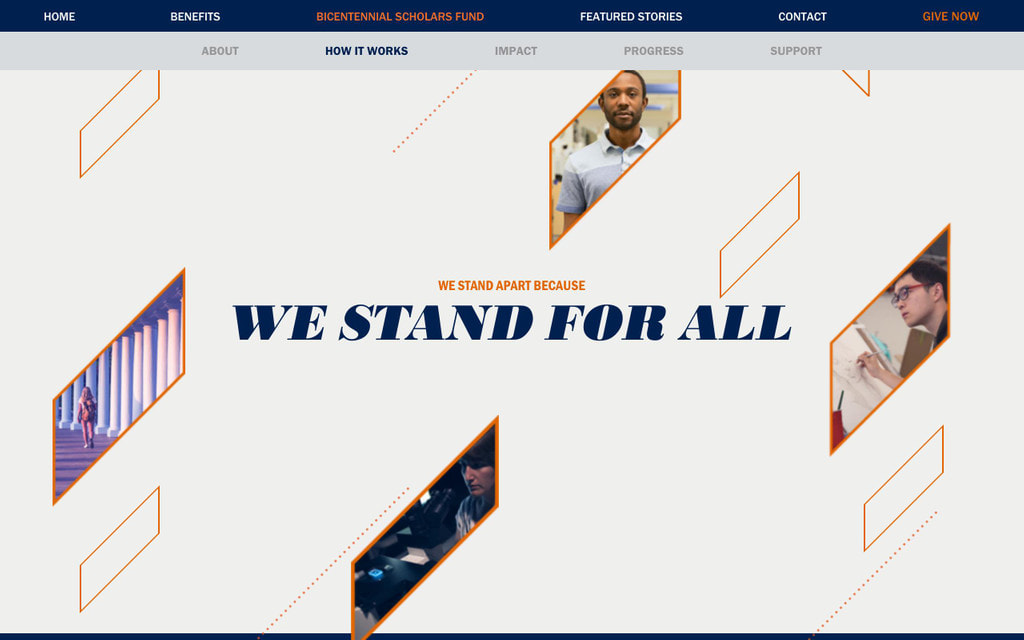 HOME BENEFITS BICENTENNIAL SCHOLARS FUND FEATURED STORIES CONTACT GIVE NOW
ABOUT HOW IT WORKS IMPACT PROGRESS SUPPORT
WE STAND APART BECAUSE
WE STAND FOR ALL